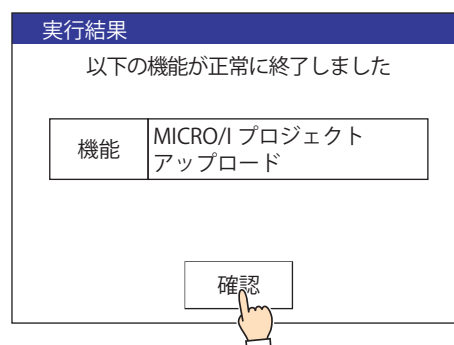 実行結果
以下の機能が正常に終了しました
機能
MICRO/I プロジェクト
アップロード
確認